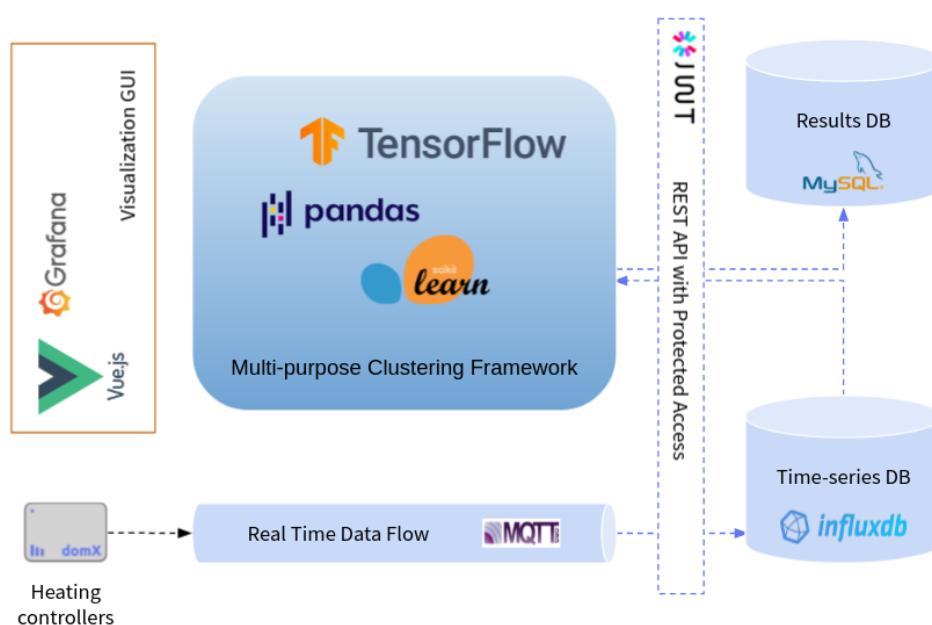 Visualization GUI
Grafana
Vue.js
TensorFlow
pandas
scikit
learn
Multi-purpose Clustering Framework
JWT
REST API with Protected Access
Results DB
MySQL
Time-series DB
influxdb
domX
Heating
controllers
Real Time Data Flow
MQTT